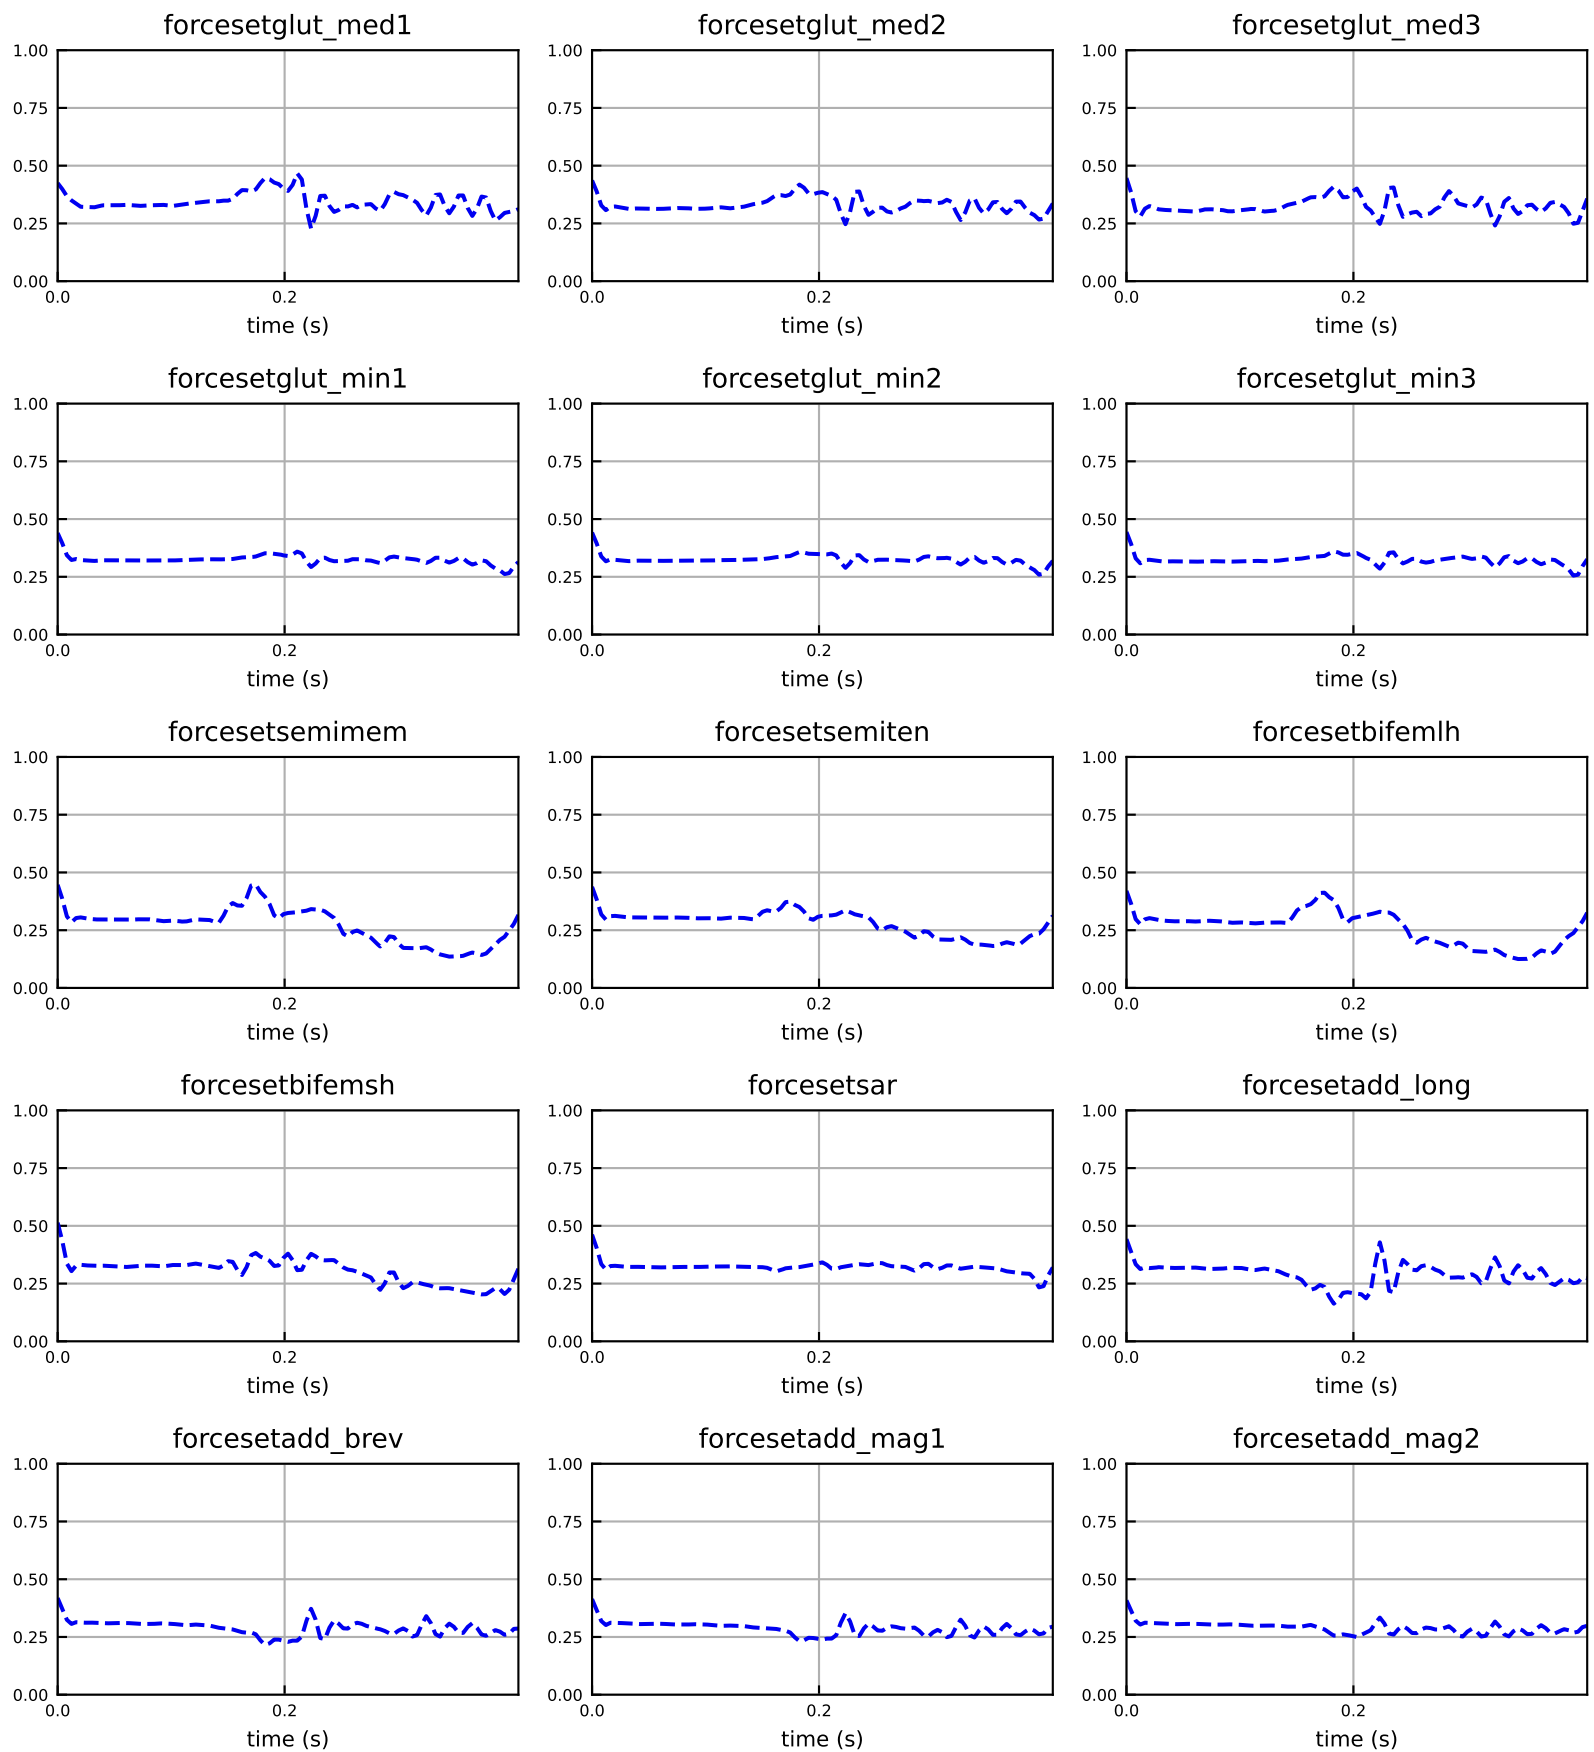 forcesetglut_med1 forcesetglut_med2 forcesetglut_med3
1.00 1.00 1.00
0.75 0.75 0.75
0.50 0.50 0.50
0.25 0.25 0.25
0.00 0.00 0.00
0.0 0.2 0.0 0.2 0.0 0.2
time (s) time (s) time (s)
forcesetglut_min1 forcesetglut_min2 forcesetglut_min3
1.00 1.00 1.00
0.75 0.75 0.75
0.50 0.50 0.50
0.25 0.25 0.25
0.00 0.00 0.00
0.0 0.2 0.0 0.2 0.0 0.2
time (s) time (s) time (s)
forcesetsemimem forcesetsemiten forcesetbifemlh
1.00 1.00 1.00
0.75 0.75 0.75
0.50 0.50 0.50
0.25 0.25 0.25
0.00 0.00 0.00
0.0 0.2 0.0 0.2 0.0 0.2
time (s) time (s) time (s)
forcesetbifemsh forcesetsar forcesetadd_long
1.00 1.00 1.00
0.75 0.75 0.75
0.50 0.50 0.50
0.25 0.25 0.25
0.00 0.00 0.00
0.0 0.2 0.0 0.2 0.0 0.2
time (s) time (s) time (s)
forcesetadd_brev forcesetadd_mag1 forcesetadd_mag2
1.00 1.00 1.00
0.75 0.75 0.75
0.50 0.50 0.50
0.25 0.25 0.25
0.00 0.00 0.00
0.0 0.2 0.0 0.2 0.0 0.2
time (s) time (s) time (s)